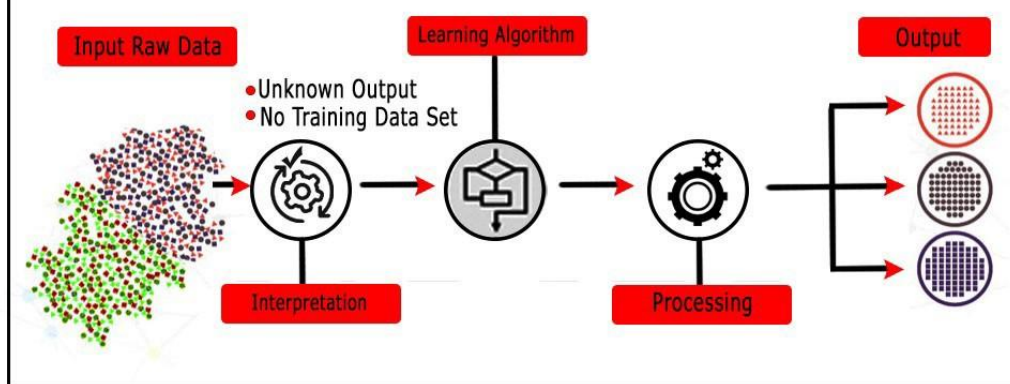 Input Raw Data
Learning Algorithm
Output
•Unknown Output
•No Training Data Set
Interpretation
Processing